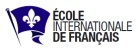 ÉCOLE
INTERNATIONALE
DE FRANÇAIS